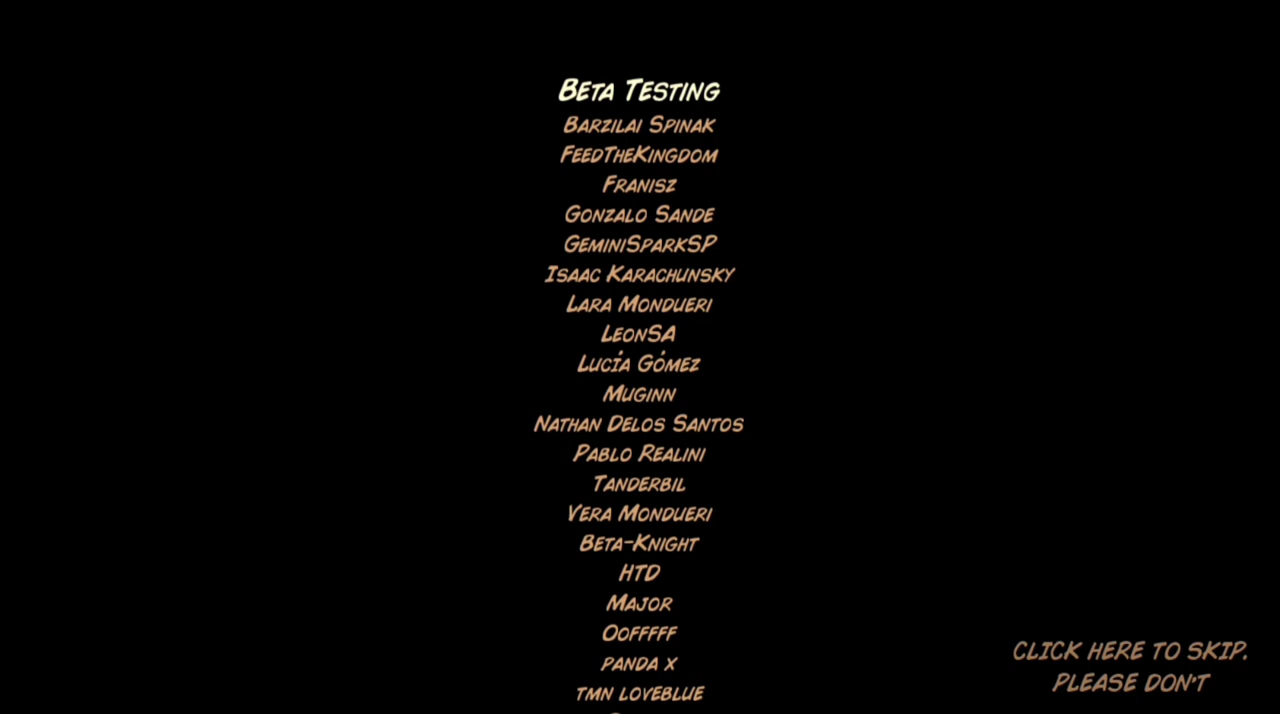 Beta Testing
Barzilai Spinak
FeedTheKingdom
Franisz
Gonzalo Sande
GeminiSparkSP
Isaac Karachunsky
Lara Mondueri
LeonSA
Lucía Gómez
Muginn
Nathan Delos Santos
Pablo Realini
Tanderbil
Vera Mondueri
Beta-Knight
HTD
Major
Oofffff
panda x
tmn loveblue
CLICK HERE TO SKIP.
PLEASE DON'T